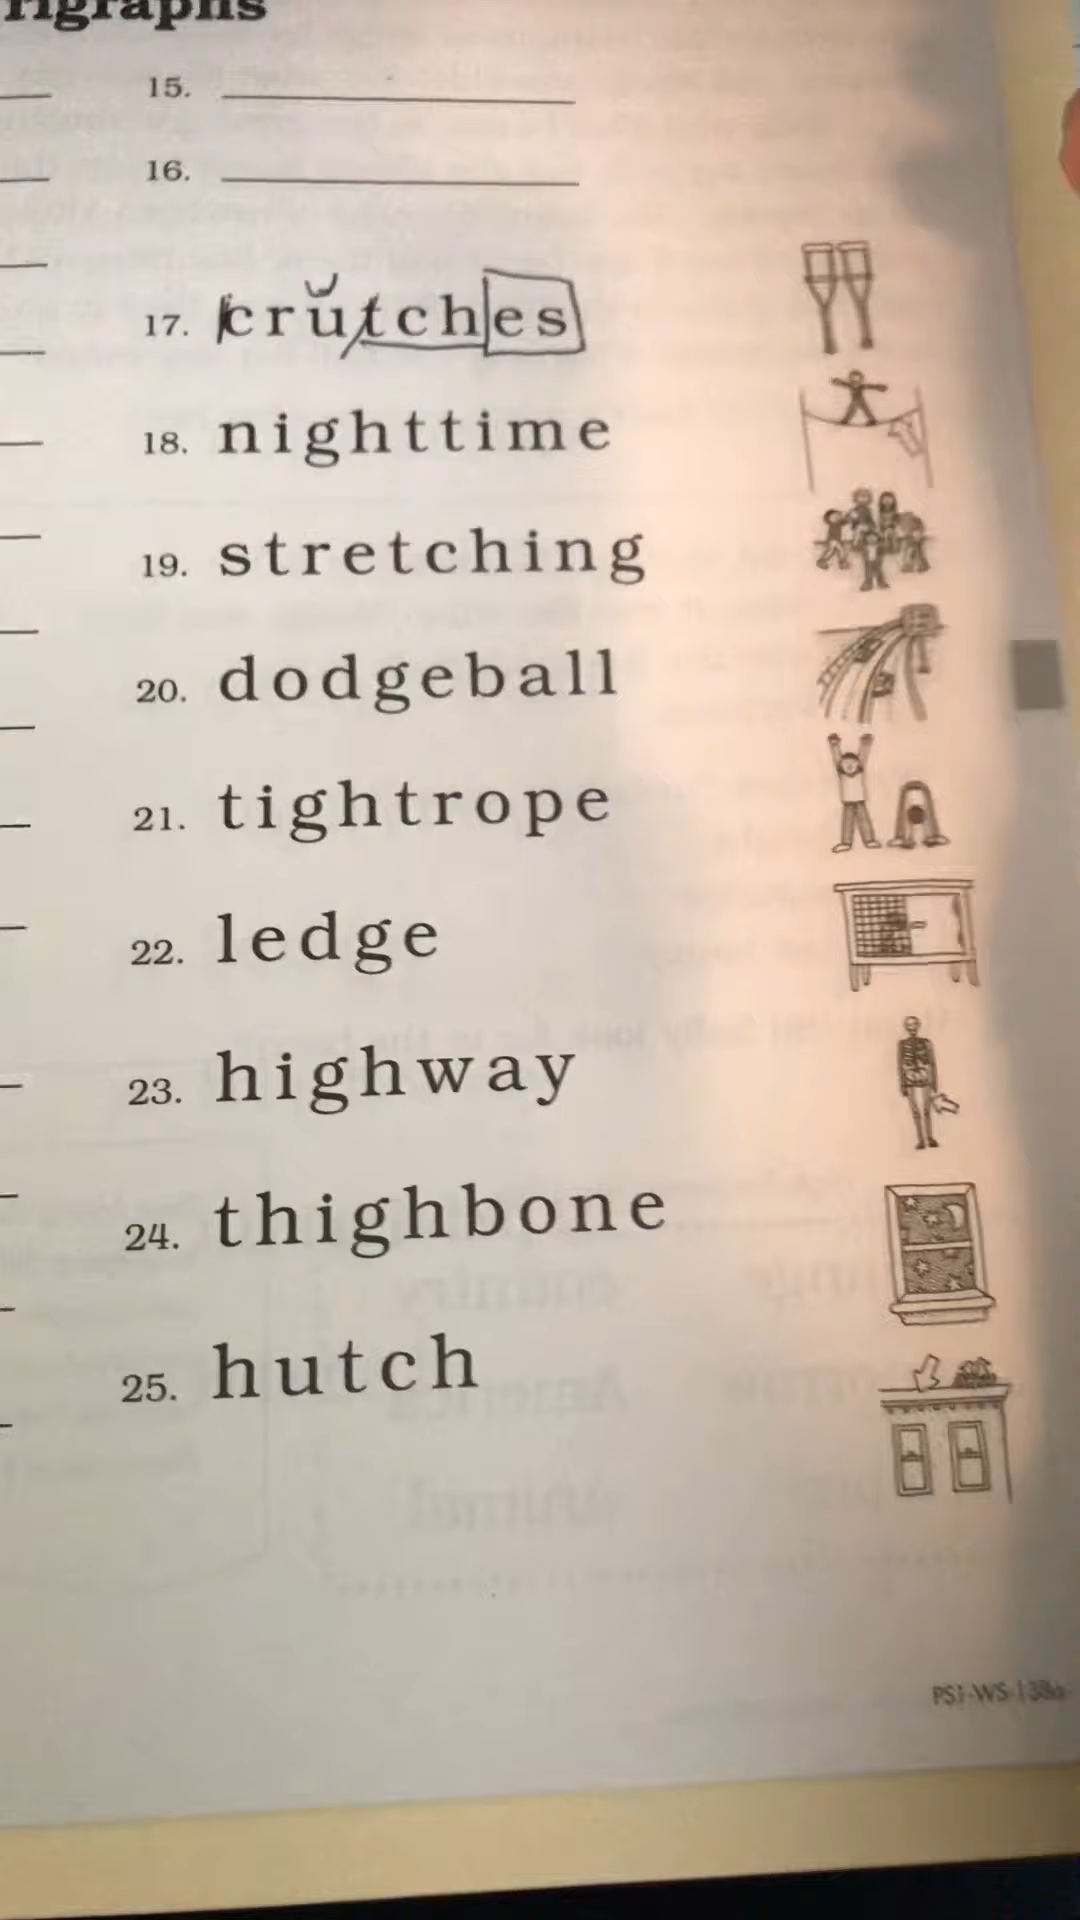 15.
16.
17. crutches
18. nighttime
19. stretching
20. dodgeball
21. tightrope
22. ledge
23. highway
24. thighbone
25. hutch